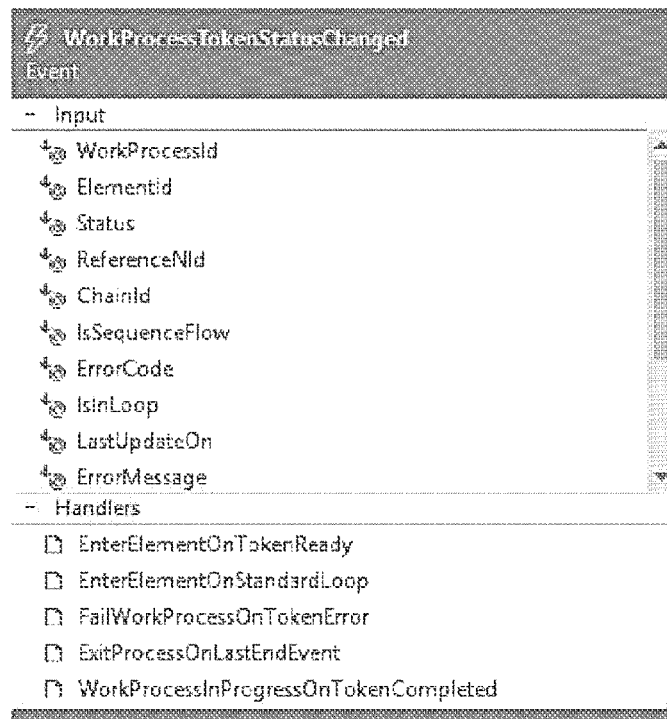 WorkProcessTokenStatusChanged
Event
- Input
WorkProcessId
ElementId
Status
ReferenceNId
ChainId
IsSequenceFlow
ErrorCode
IsInLoop
LastUpdateOn
ErrorMessage
- Handlers
EnterElementOnTokenReady
EnterElementOnStandardLoop
FailWorkProcessOnTokenError
ExitProcessOnLastEndEvent
WorkProcessInProgressOnTokenCompleted